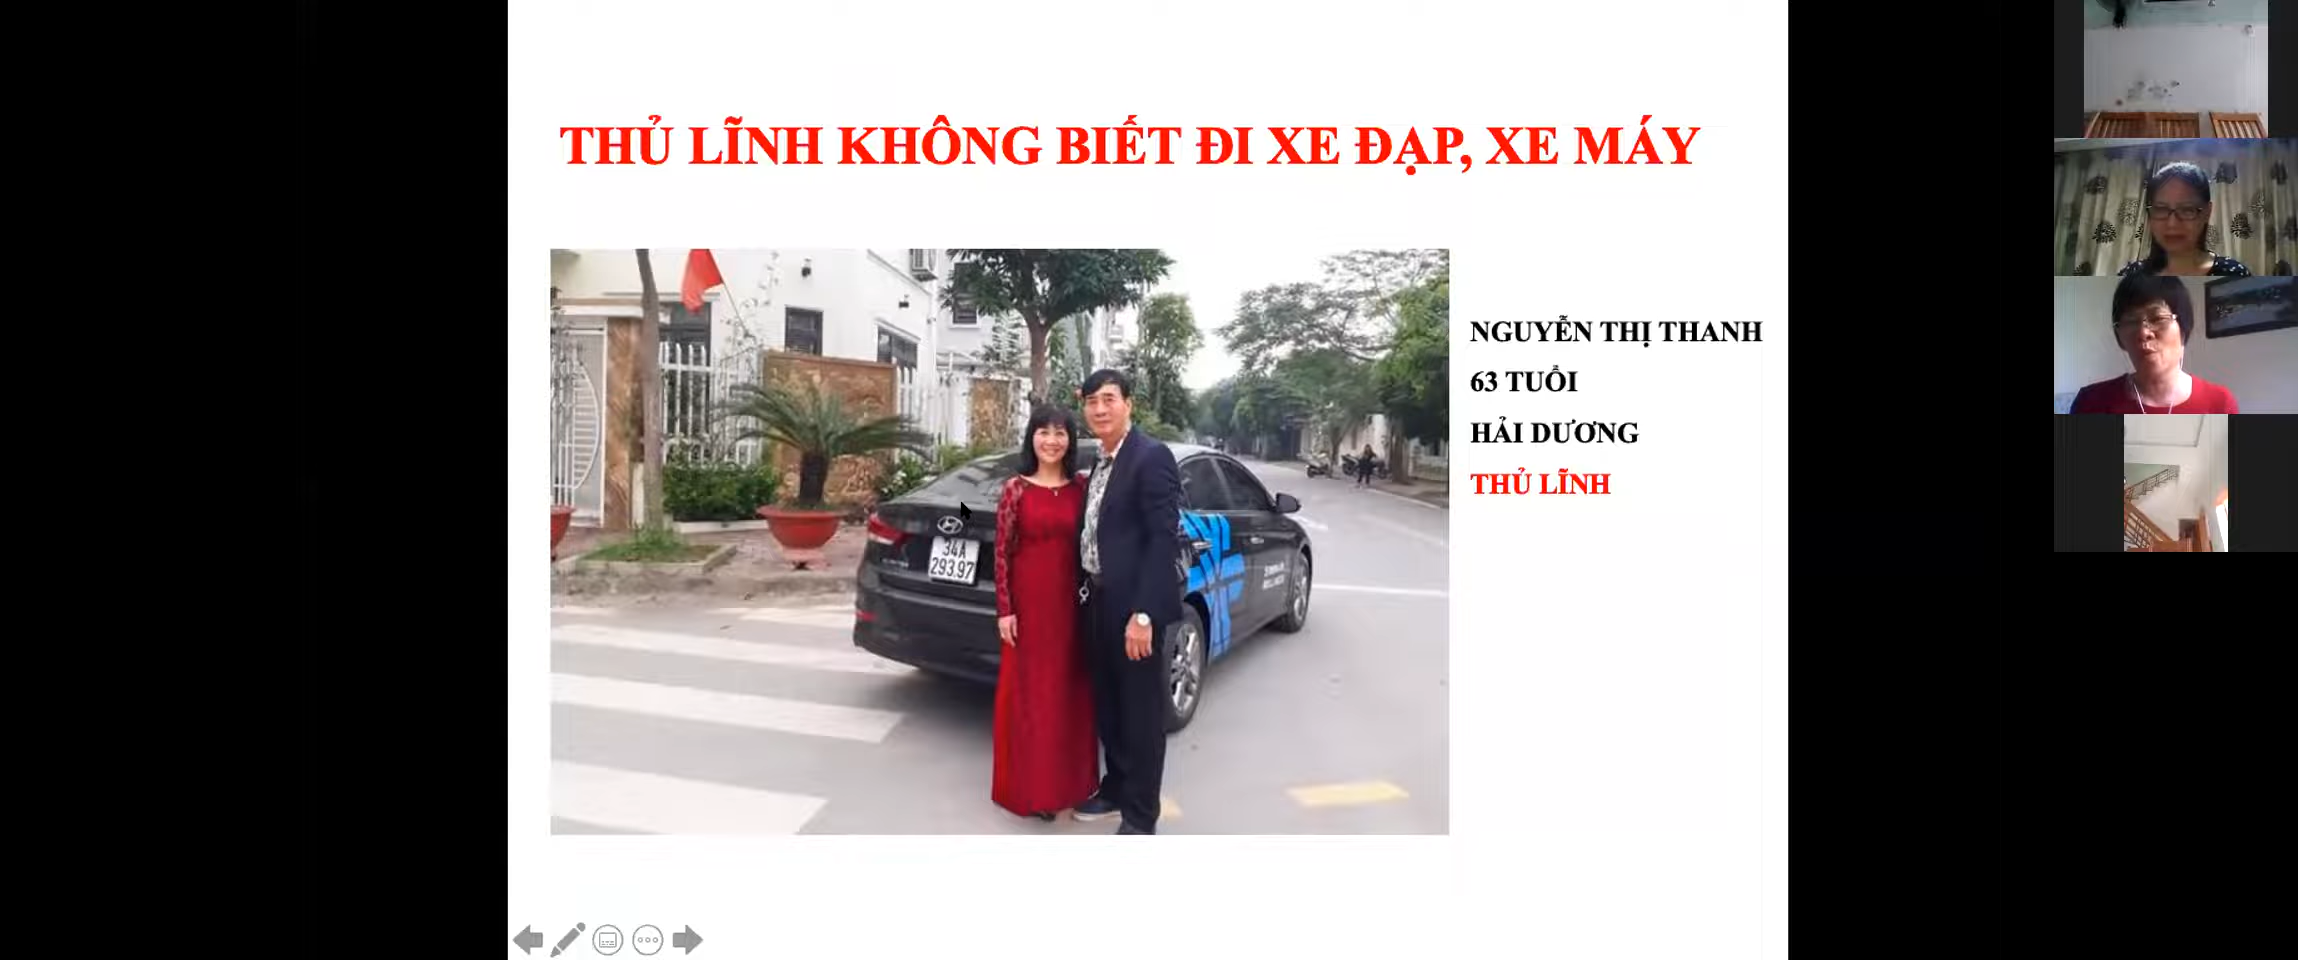 THỦ LĨNH KHÔNG BIẾT ĐI XE ĐẠP, XE MÁY
NGUYỄN THỊ THANH
63 TUỔI
HẢI DƯƠNG
THỦ LĨNH
34A
293.97